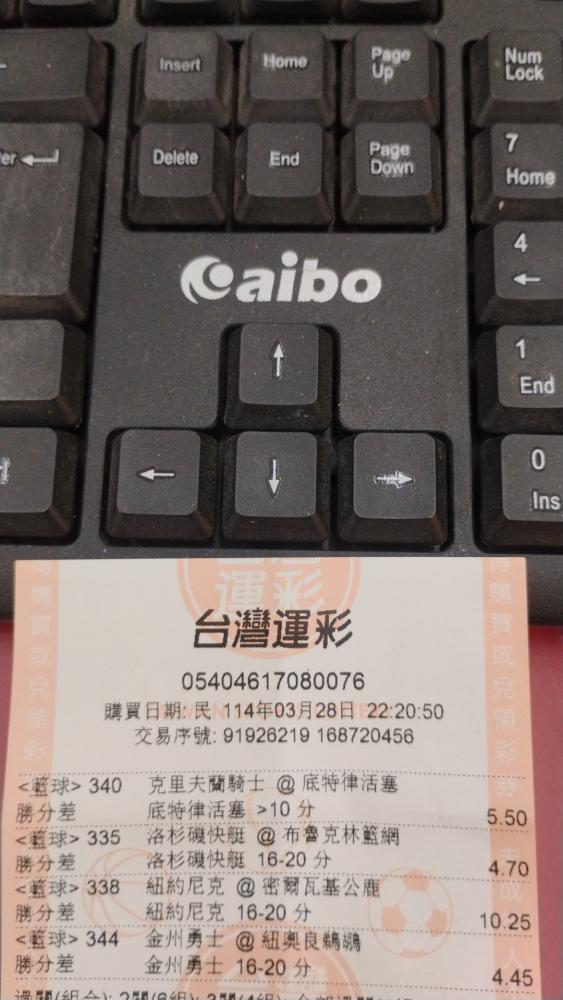 Insert
Home
Page Up
Num Lock
Delete
End
Page Down
7
Home
4
←
aibo
1
End
↑
←
↓
0
Ins
台灣運彩
05404617080076
購買日期: 民 114年03月28日 22:20:50
交易序號: 91926219 168720456
<籃球> 340 克里夫蘭騎士 @ 底特律活塞
勝分差 底特律活塞 >10 分 5.50
<籃球> 335 洛杉磯快艇 @ 布魯克林籃網
勝分差 洛杉磯快艇 16-20 分 4.70
<籃球> 338 紐約尼克 @ 密爾瓦基公鹿
勝分差 紐約尼克 16-20 分 10.25
<籃球> 344 金州勇士 @ 紐奧良鵜鶘
勝分差 金州勇士 16-20 分 4.45